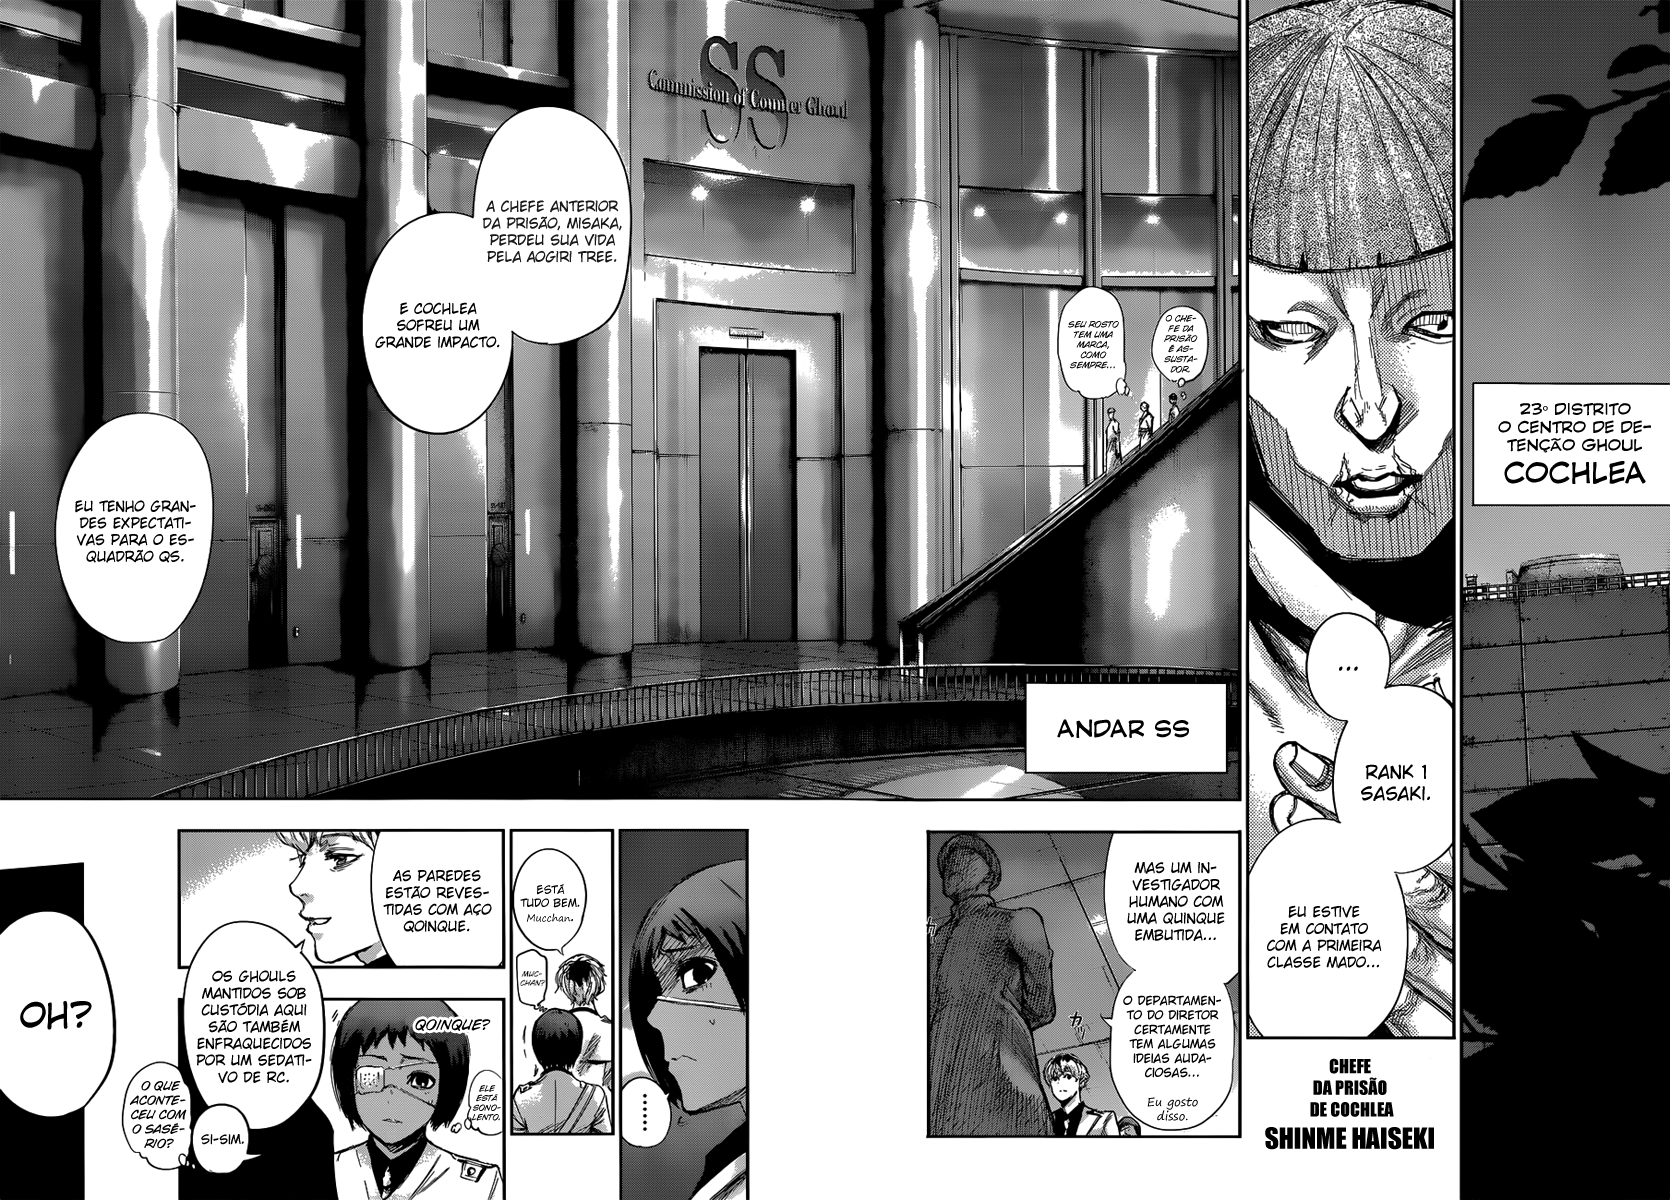 23º DISTRITO
O CENTRO DE DE-
TENÇÃO GHOUL
COCHLEA
...
RANK 1
SASAKI.
EU ESTIVE
EM CONTATO
COM A PRIMEIRA
CLASSE MADO...
CHEFE
DA PRISÃO
DE COCHLEA
SHINME HAISEKI
SS
Commission of Counter Ghoul
O CHE-
FE DA
PRISÃO
É AS-
SUSTA-
DOR.
SEU ROSTO
TEM UMA
MARCA,
COMO
SEMPRE...
A CHEFE ANTERIOR
DA PRISÃO, MISAKA,
PERDEU SUA VIDA
PELA AOGIRI TREE.
E COCHLEA
SOFREU UM
GRANDE IMPACTO.
EU TENHO GRAN-
DES EXPECTATI-
VAS PARA O ES-
QUADRÃO QS.
ANDAR SS
MAS UM IN-
VESTIGADOR
HUMANO COM
UMA QUINQUE
EMBUTIDA...
O DEPARTAMEN-
TO DO DIRETOR
CERTAMENTE
TEM ALGUMAS
IDEIAS AUDA-
CIOSAS...
Eu gosto
disso.
カ
カ
ツ
......
ESTÁ
TUDO BEM.
Mucchan.
MUC-
CHAN?
AS PAREDES
ESTÃO REVES-
TIDAS COM AÇO
QOINQUE.
QOINQUE?
ELE
ESTÁ
SONO-
LENTO.
OS GHOULS
MANTIDOS SOB
CUSTÓDIA AQUI
SÃO TAMBÉM
ENFRAQUECIDOS
POR UM SEDATI-
VO DE RC.
SI-SIM.
O QUE
ACONTE-
CEU COM
O SASÉ-
RIO?
OH?